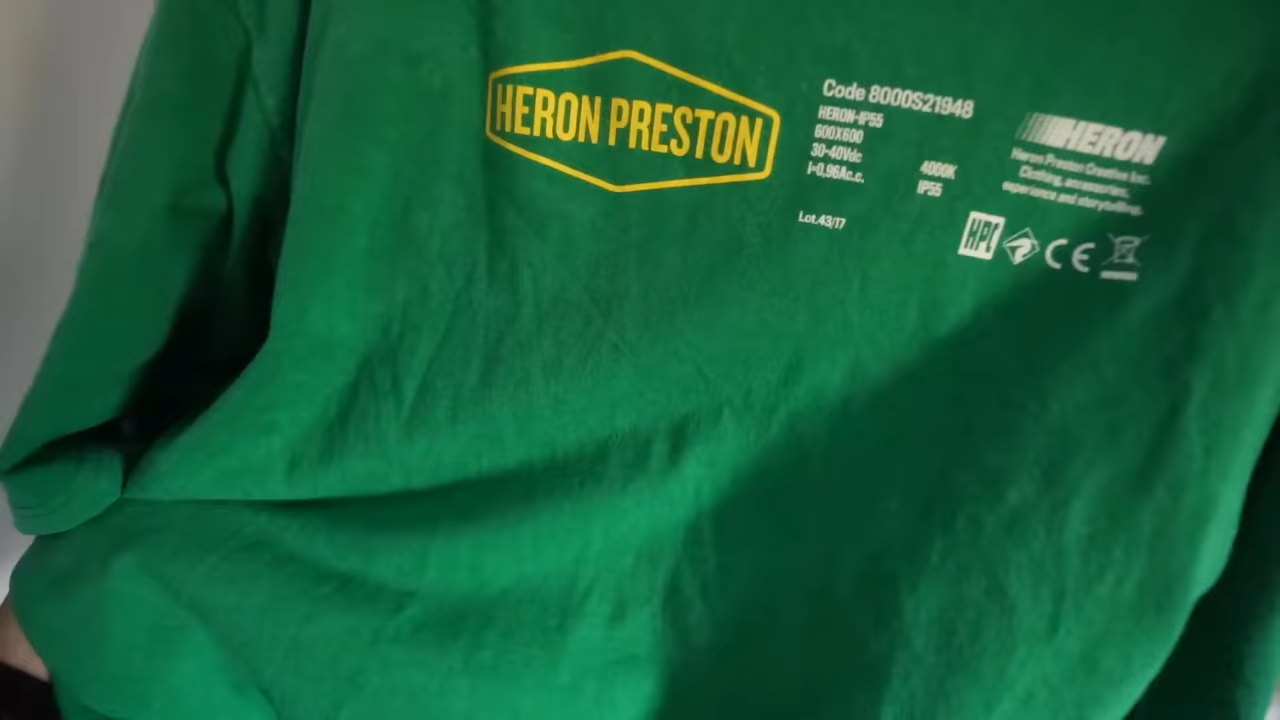 HERON PRESTON
Code 8000S21948
HERON-IP55
600X600
30-40Vdc
I=0,96Ac.c.
4000K
IP55
Lot.43/17
HERON
Heron Preston Creative Inc.
Clothing, accessories,
experience and storytelling.
HPC
CE